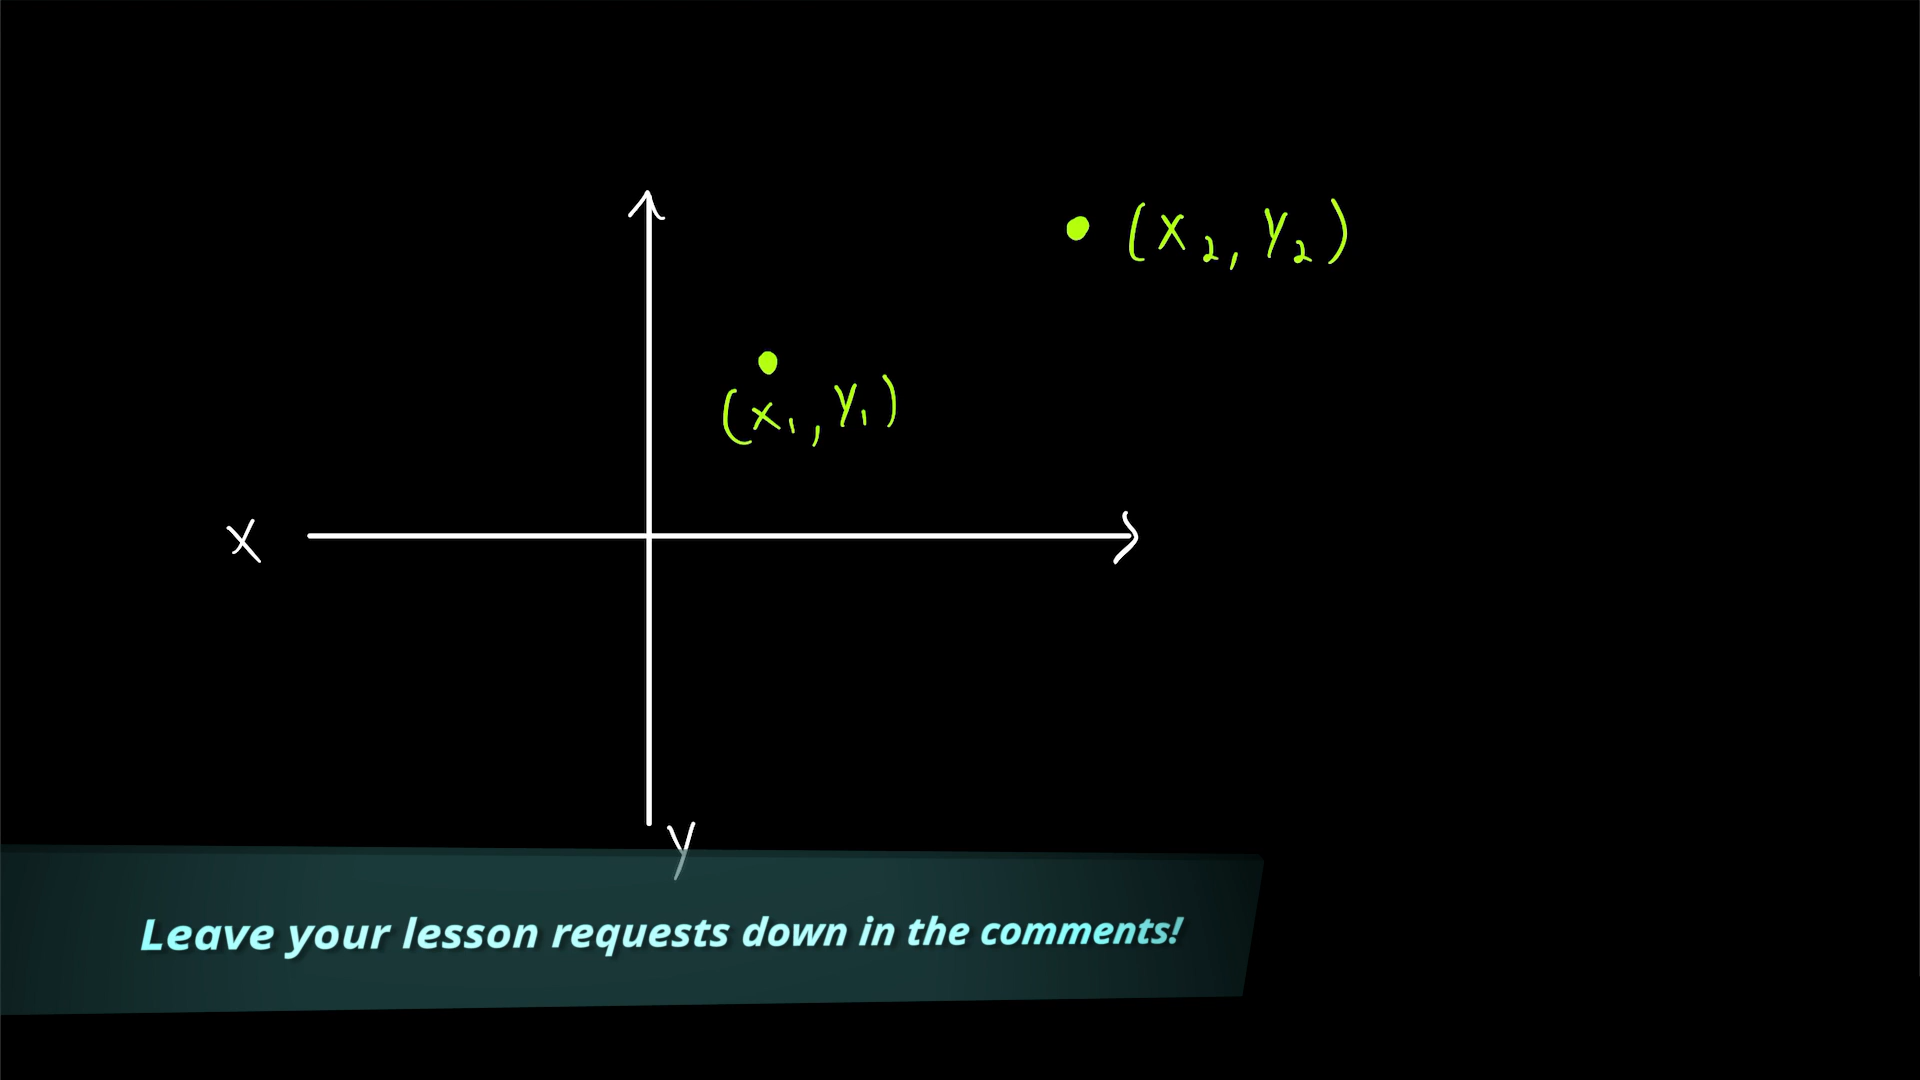 (x₂, y₂)
(x₁, y₁)
x
y
Leave your lesson requests down in the comments!